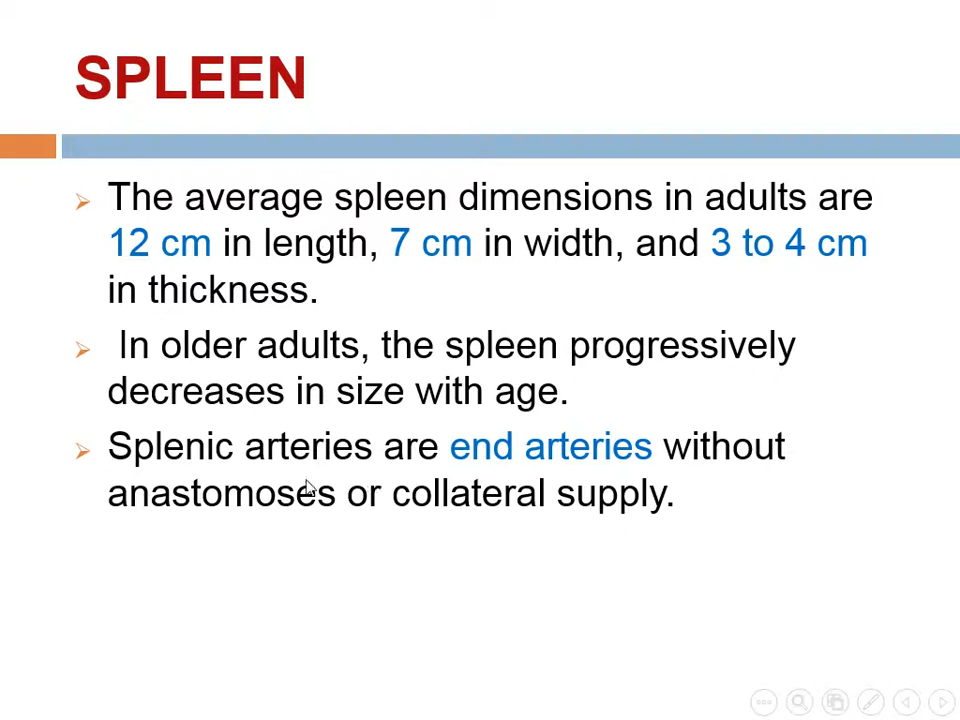 SPLEEN
The average spleen dimensions in adults are
12 cm in length, 7 cm in width, and 3 to 4 cm
in thickness.
In older adults, the spleen progressively
decreases in size with age.
Splenic arteries are end arteries without
anastomoses or collateral supply.